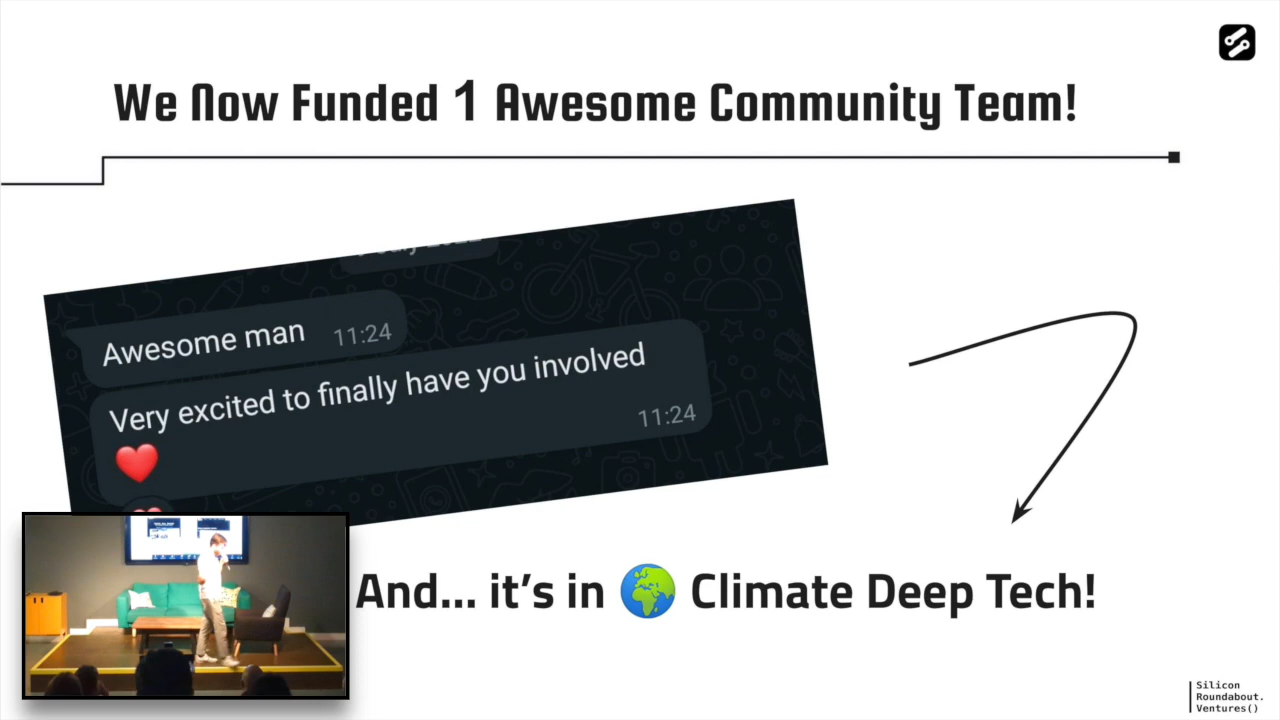 We Now Funded 1 Awesome Community Team!
Awesome man 11:24
Very excited to finally have you involved
❤️ 11:24
And... it's in 🌍 Climate Deep Tech!
Silicon
Roundabout.
Ventures()